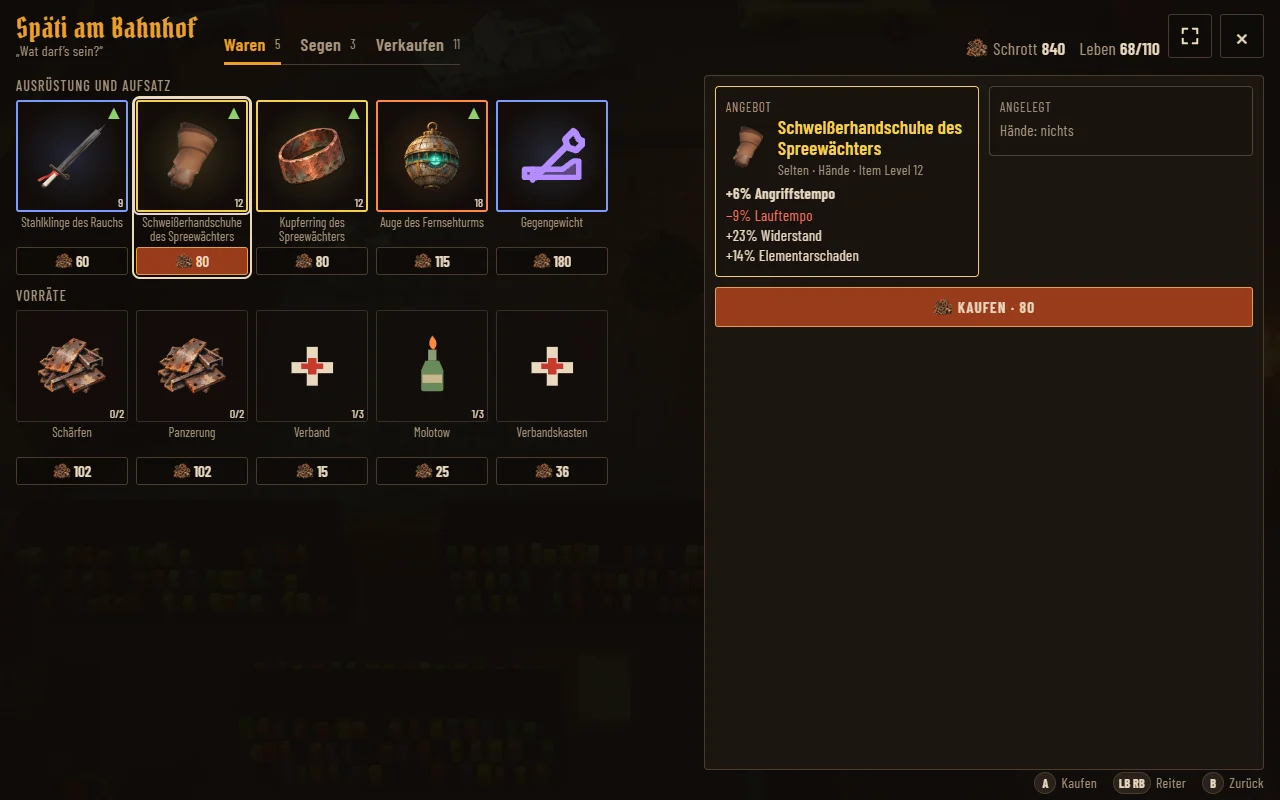 Späti am Bahnhof
„Wat darf's sein?"
Waren 5 Segen 3 Verkaufen 11
Schrott 840 Leben 68/110
×
AUSRÜSTUNG UND AUFSATZ
9
12
12
18
Stahlklinge des Rauchs
Schweißerhandschuhe
des Spreewächters
Kupferring des
Spreewächters
Auge des Fernsehturms
Gegengewicht
60
80
80
115
180
VORRÄTE
0/2
0/2
1/3
1/3
Schärfen
Panzerung
Verband
Molotow
Verbandskasten
102
102
15
25
36
ANGEBOT
Schweißerhandschuhe des
Spreewächters
Selten · Hände · Item Level 12
+6% Angriffstempo
−9% Lauftempo
+23% Widerstand
+14% Elementarschaden
ANGELEGT
Hände: nichts
KAUFEN · 80
A Kaufen LB RB Reiter B Zurück